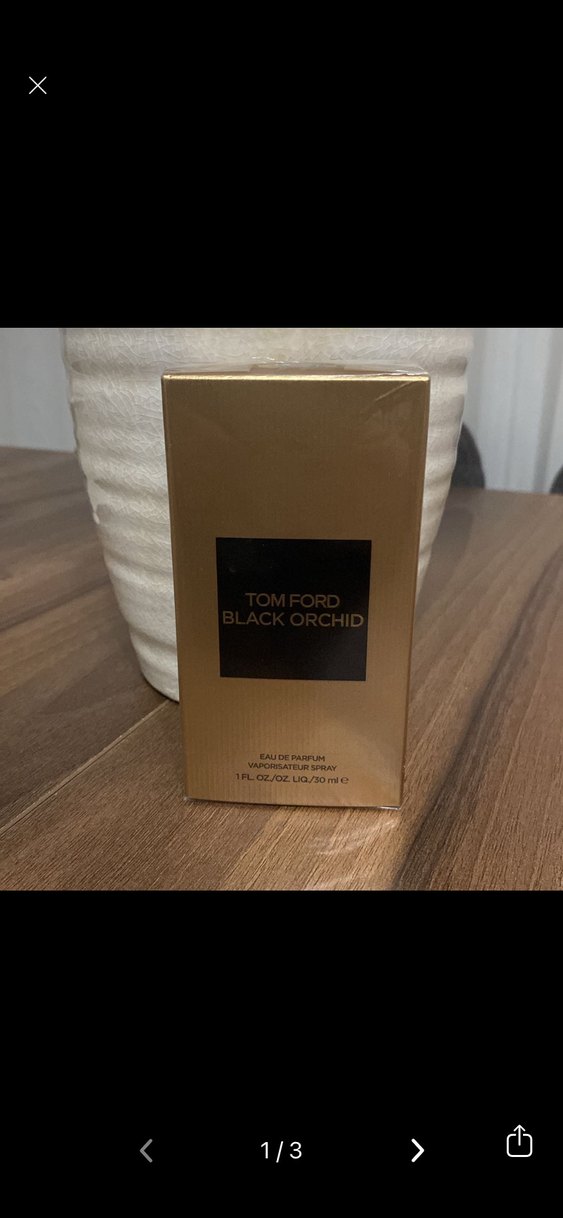 TOM FORD
BLACK ORCHID
EAU DE PARFUM
VAPORISATEUR SPRAY
1 FL. OZ./OZ. LIQ./30 ml ℮
1 / 3